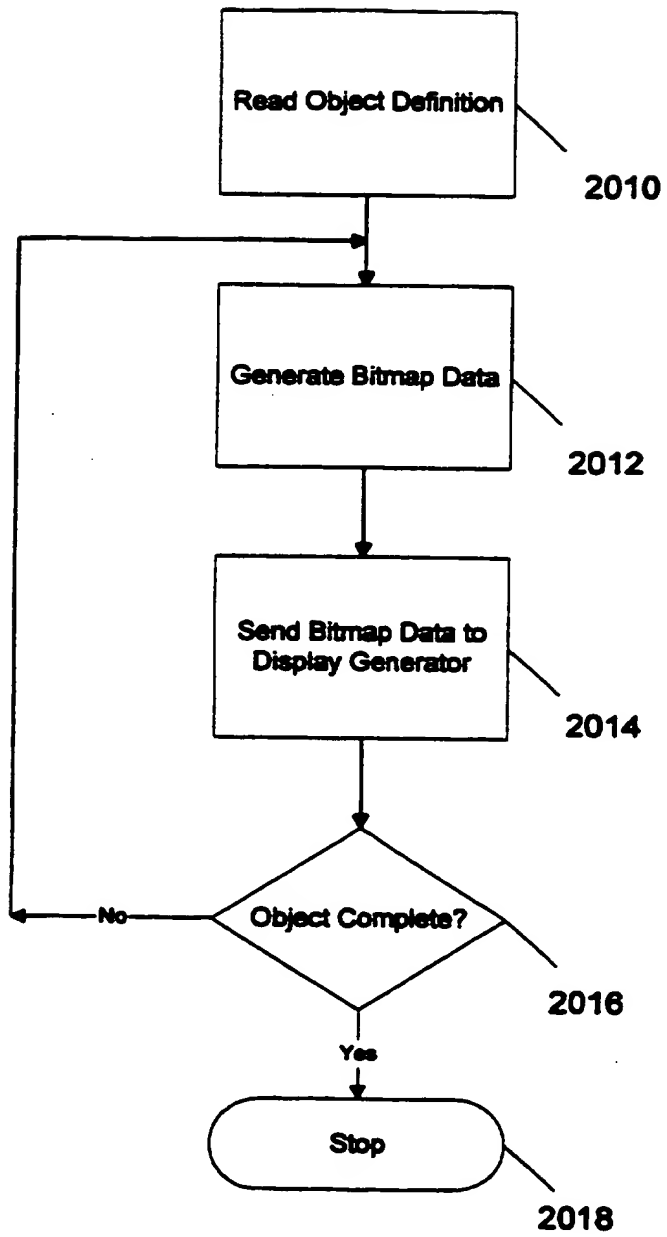 Read Object Definition
2010
Generate Bitmap Data
2012
Send Bitmap Data to
Display Generator
2014
No
Object Complete?
2016
Yes
Stop
2018